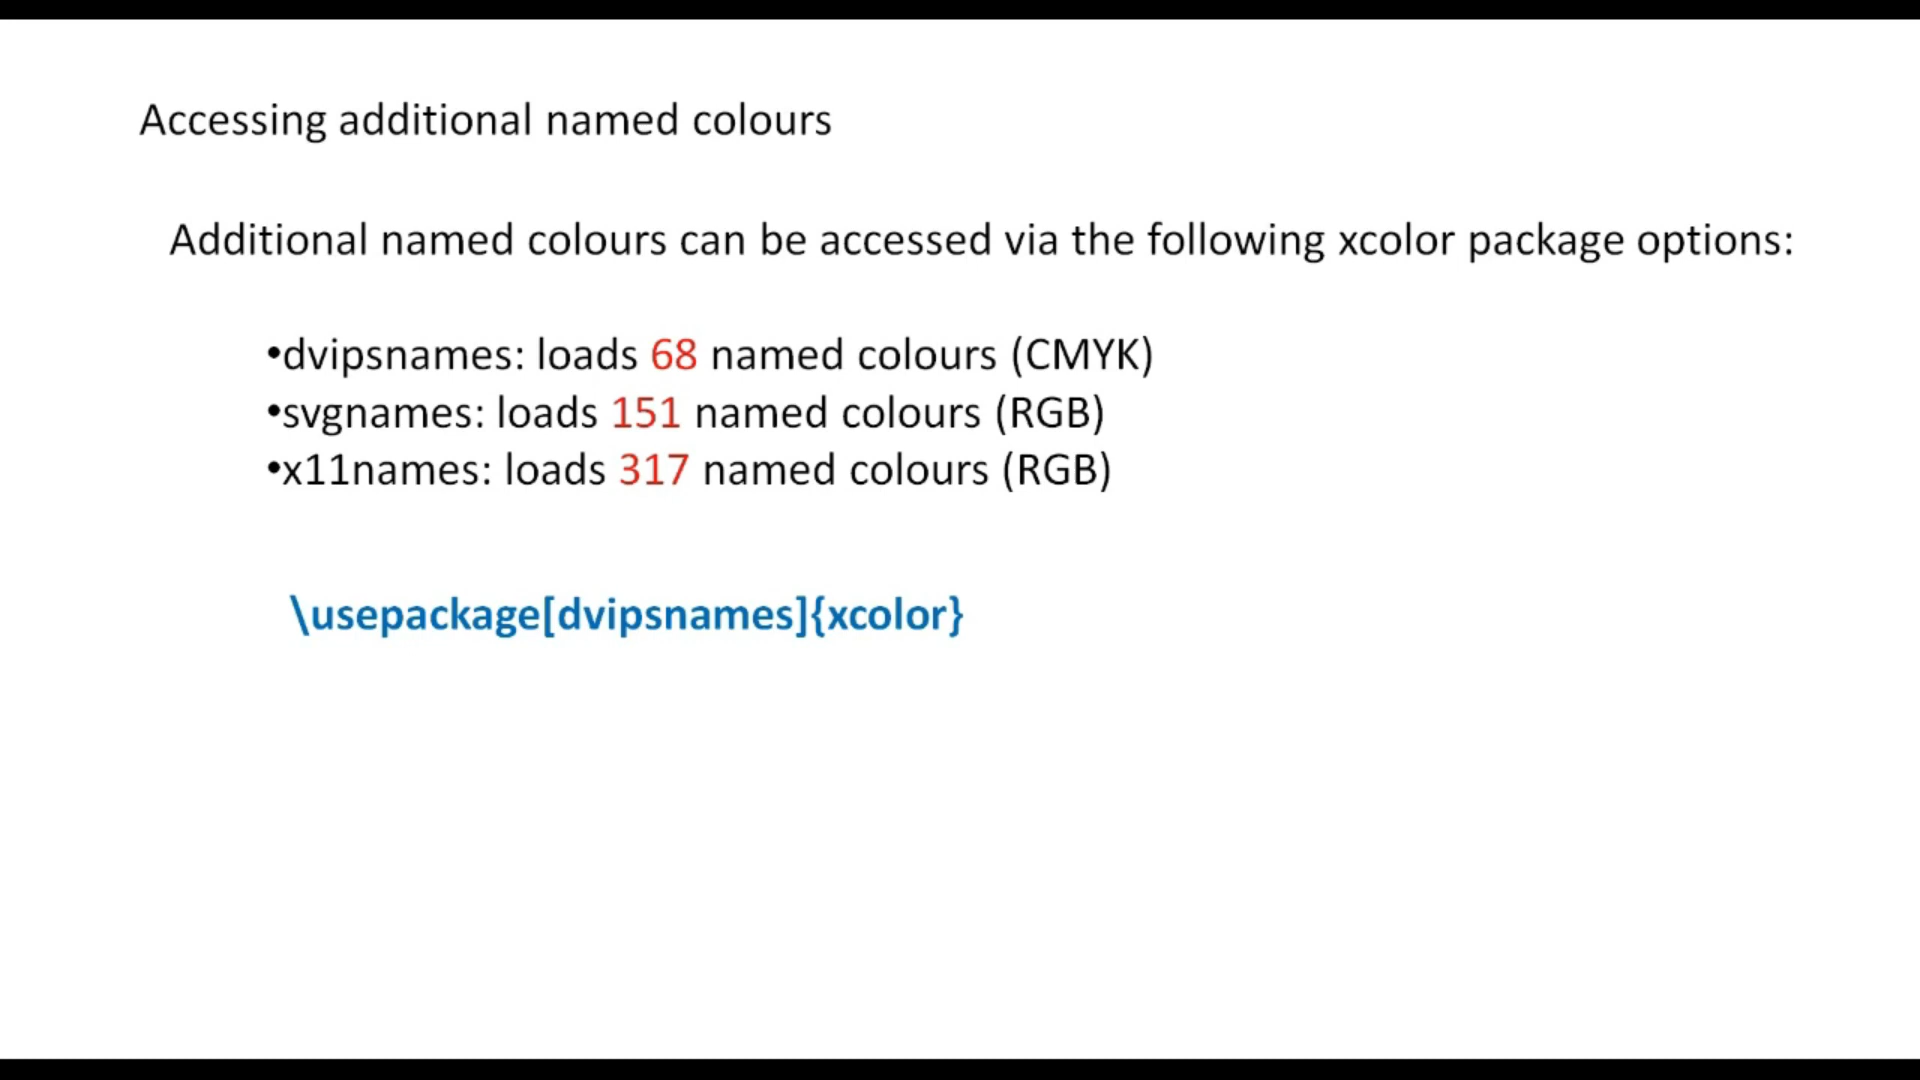 Accessing additional named colours
Additional named colours can be accessed via the following xcolor package options:
•dvipsnames: loads 68 named colours (CMYK)
•svgnames: loads 151 named colours (RGB)
•x11names: loads 317 named colours (RGB)
\usepackage[dvipsnames]{xcolor}